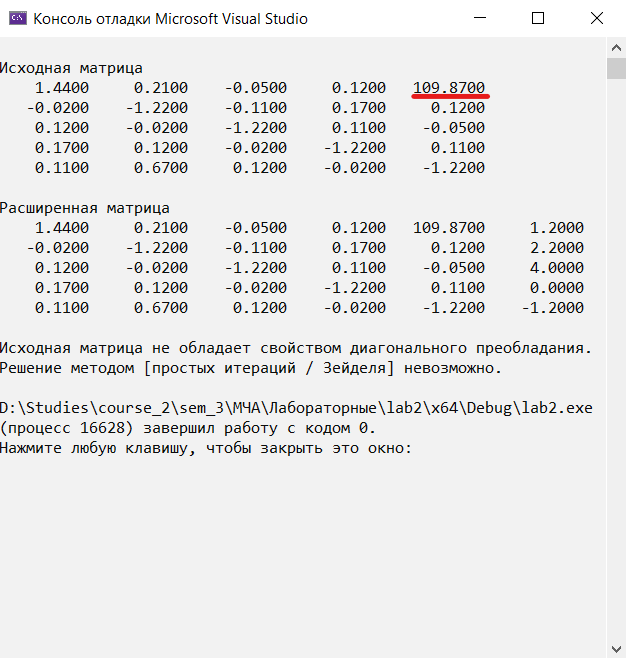 Консоль отладки Microsoft Visual Studio
Исходная матрица
1.4400 0.2100 -0.0500 0.1200 109.8700
-0.0200 -1.2200 -0.1100 0.1700 0.1200
0.1200 -0.0200 -1.2200 0.1100 -0.0500
0.1700 0.1200 -0.0200 -1.2200 0.1100
0.1100 0.6700 0.1200 -0.0200 -1.2200
Расширенная матрица
1.4400 0.2100 -0.0500 0.1200 109.8700 1.2000
-0.0200 -1.2200 -0.1100 0.1700 0.1200 2.2000
0.1200 -0.0200 -1.2200 0.1100 -0.0500 4.0000
0.1700 0.1200 -0.0200 -1.2200 0.1100 0.0000
0.1100 0.6700 0.1200 -0.0200 -1.2200 -1.2000
Исходная матрица не обладает свойством диагонального преобладания.
Решение методом [простых итераций / Зейделя] невозможно.
D:\Studies\course_2\sem_3\МЧА\Лабораторные\lab2\x64\Debug\lab2.exe
(процесс 16628) завершил работу с кодом 0.
Нажмите любую клавишу, чтобы закрыть это окно: